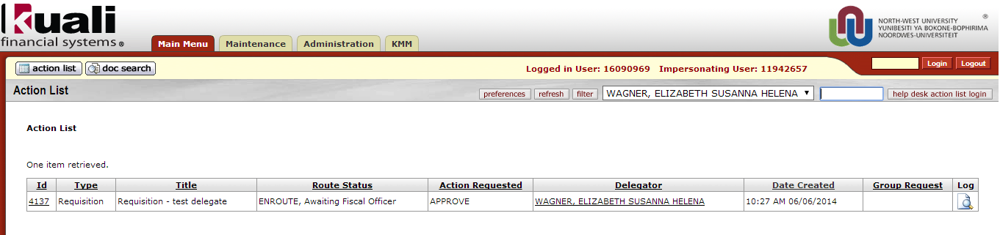 Kuali
financial systems ®
Main Menu Maintenance Administration KMM
NORTH-WEST UNIVERSITY ®
YUNIBESITI YA BOKONE-BOPHIRIMA
NOORDWES-UNIVERSITEIT
action list doc search Logged in User: 16090969 Impersonating User: 11942657 Login Logout
Action List preferences refresh filter WAGNER, ELIZABETH SUSANNA HELENA help desk action list login
Action List
One item retrieved.
Id Type Title Route Status Action Requested Delegator Date Created Group Request Log
4137 Requisition Requisition - test delegate ENROUTE, Awaiting Fiscal Officer APPROVE WAGNER, ELIZABETH SUSANNA HELENA 10:27 AM 06/06/2014